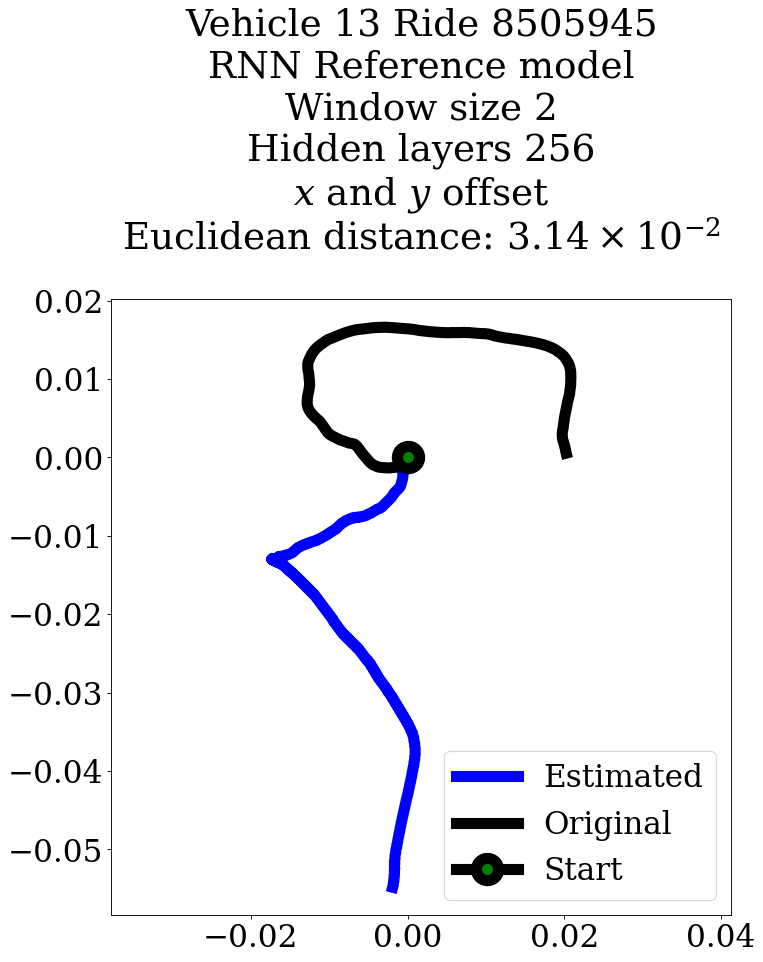 Vehicle 13 Ride 8505945
RNN Reference model
Window size 2
Hidden layers 256
x and y offset
Euclidean distance: 3.14 × 10⁻²
0.02
0.01
0.00
−0.01
−0.02
−0.03
−0.04
−0.05
Estimated
Original
Start
−0.02 0.00 0.02 0.04